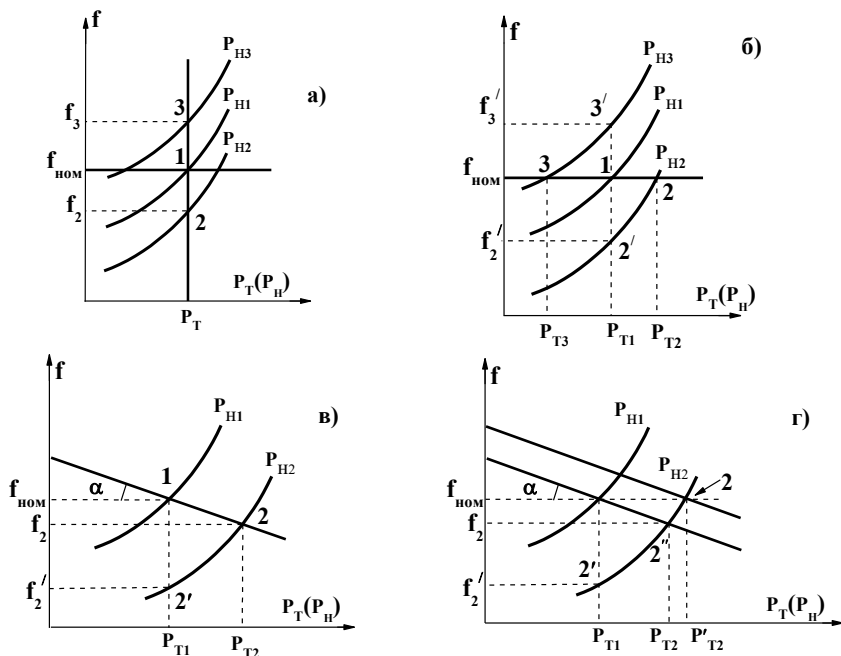 f
P_H3
а)
P_H1
f_3
3
P_H2
f_ном
1
f_2
2
P_T(P_H)
P_T
f
P_H3
б)
f_3′
3′
P_H1
f_ном
3
1
P_H2
2
f_2′
2′
P_T(P_H)
P_T3
P_T1
P_T2
f
P_H1
в)
1
P_H2
α
f_ном
f_2
2
f_2′
2′
P_T(P_H)
P_T1
P_T2
f
P_H1
г)
P_H2
2
α
f_ном
f_2
2″
f_2′
2′
P_T(P_H)
P_T1
P_T2
P′_T2